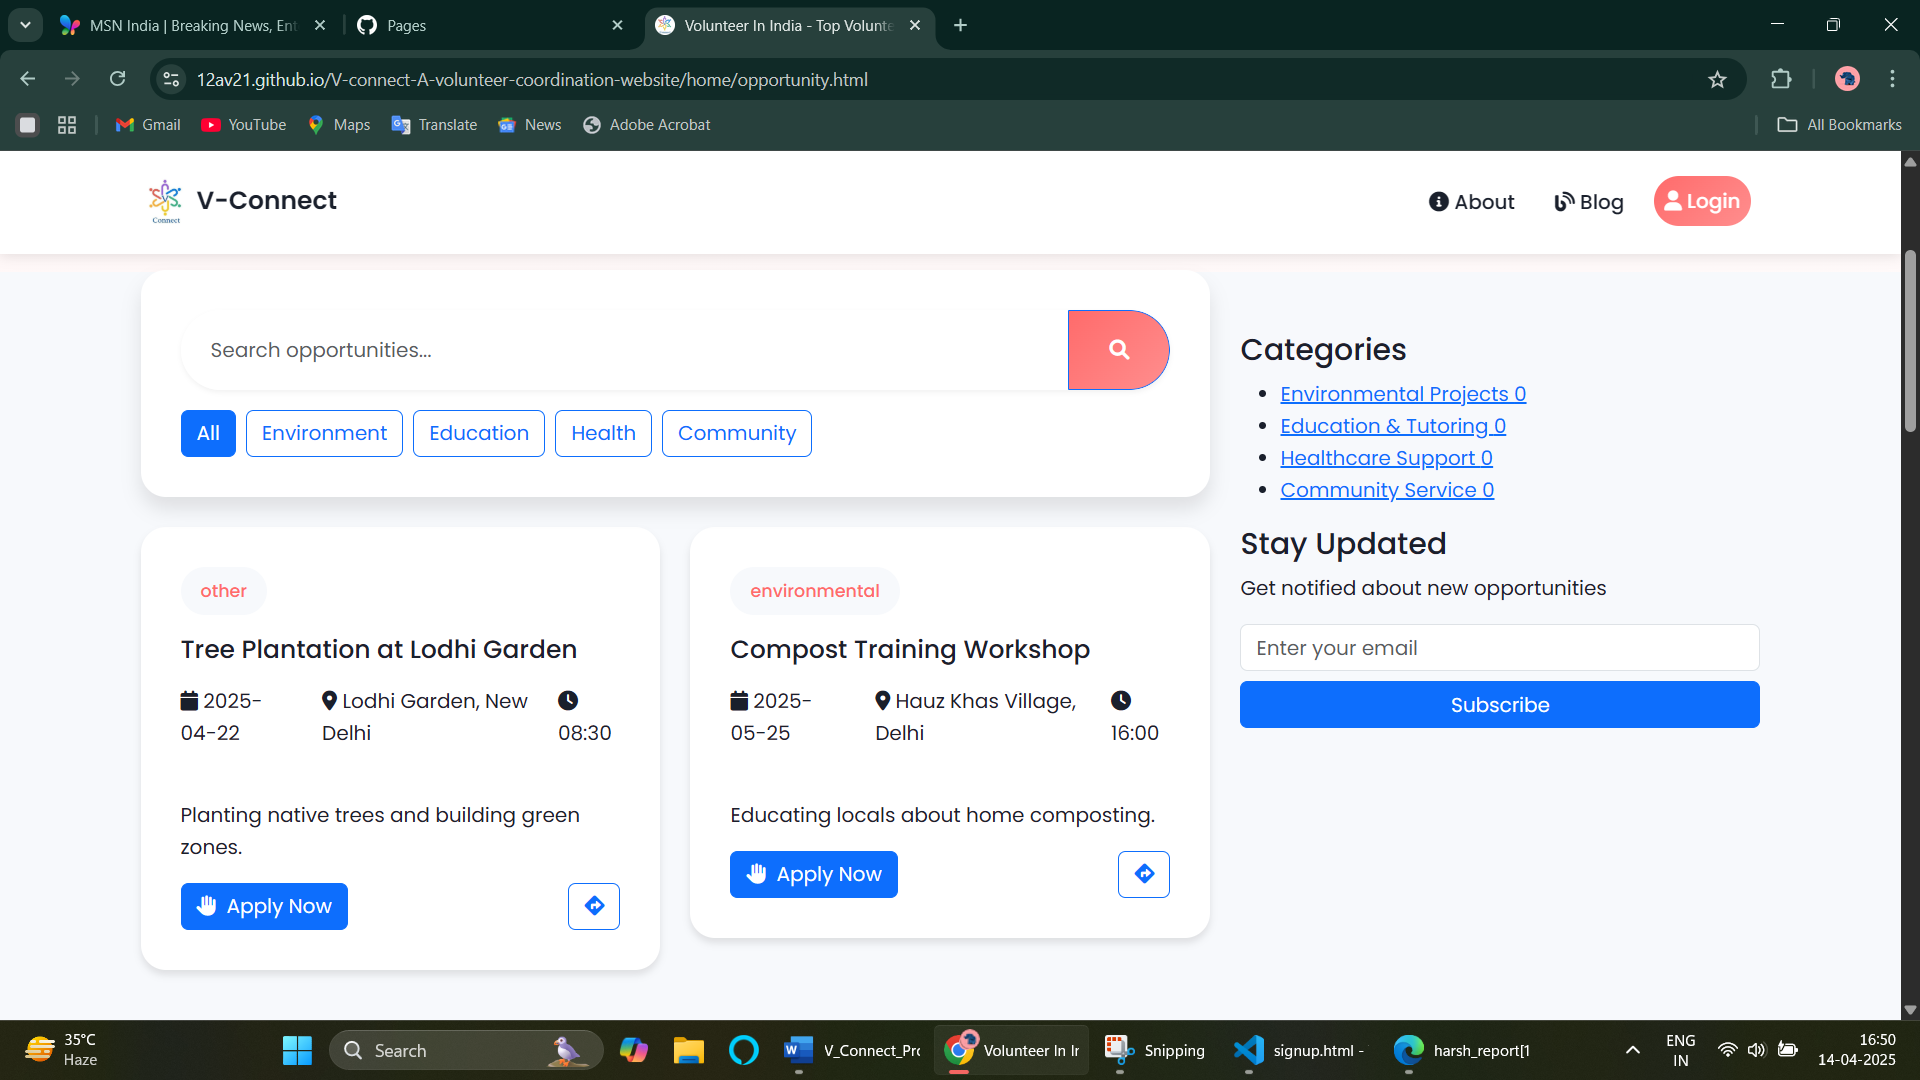 MSN India | Breaking News, Ent
Pages
Volunteer In India - Top Volunte
12av21.github.io/V-connect-A-volunteer-coordination-website/home/opportunity.html
Gmail
YouTube
Maps
Translate
News
Adobe Acrobat
All Bookmarks
Connect
V-Connect
About
Blog
Login
Search opportunities...
All
Environment
Education
Health
Community
other
Tree Plantation at Lodhi Garden
2025-
04-22
Lodhi Garden, New
Delhi
08:30
Planting native trees and building green
zones.
Apply Now
environmental
Compost Training Workshop
2025-
05-25
Hauz Khas Village,
Delhi
16:00
Educating locals about home composting.
Apply Now
Categories
Environmental Projects 0
Education & Tutoring 0
Healthcare Support 0
Community Service 0
Stay Updated
Get notified about new opportunities
Enter your email
Subscribe
35°C
Haze
Search
V_Connect_Pro
Volunteer In In
Snipping
signup.html -
harsh_report[1
ENG
IN
16:50
14-04-2025